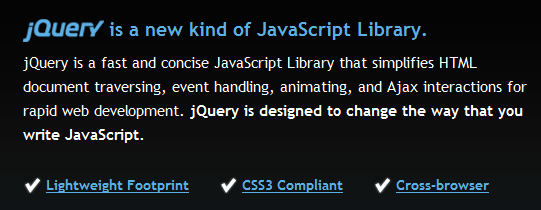 jQuery is a new kind of JavaScript Library.
jQuery is a fast and concise JavaScript Library that simplifies HTML
document traversing, event handling, animating, and Ajax interactions for
rapid web development. jQuery is designed to change the way that you
write JavaScript.
Lightweight Footprint CSS3 Compliant Cross-browser